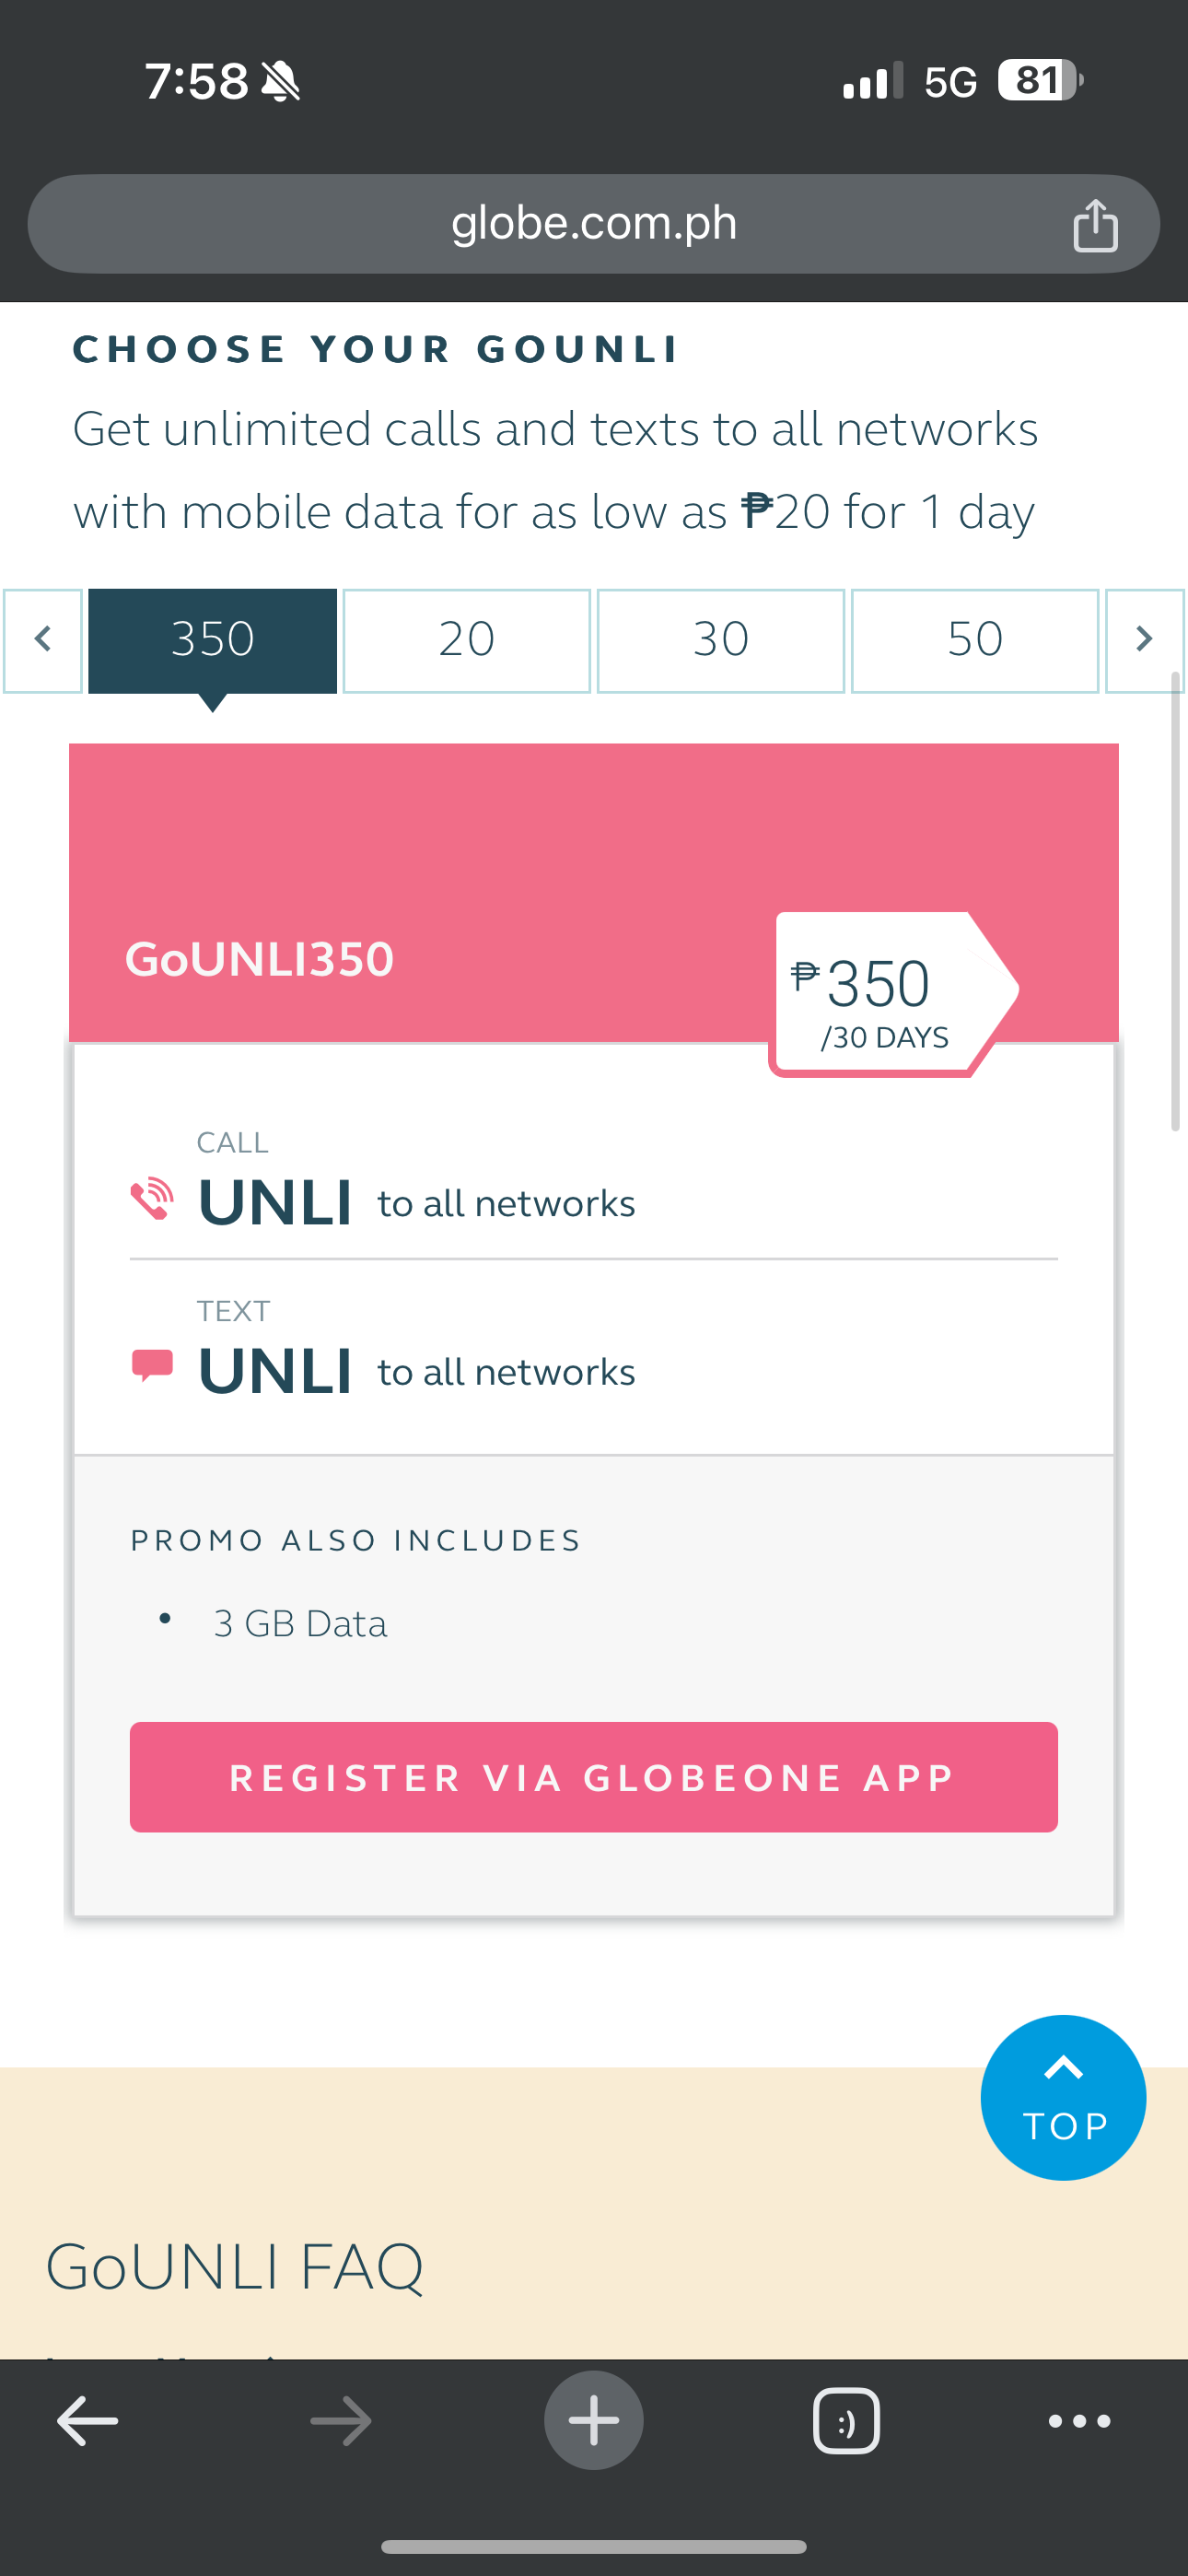 7:58
5G
81
globe.com.ph
CHOOSE YOUR GOUNLI
Get unlimited calls and texts to all networks
with mobile data for as low as ₱20 for 1 day
350
20
30
50
GoUNLI350
₱350
/30 DAYS
CALL
UNLI to all networks
TEXT
UNLI to all networks
PROMO ALSO INCLUDES
• 3 GB Data
REGISTER VIA GLOBEONE APP
TOP
GoUNLI FAQ
:)